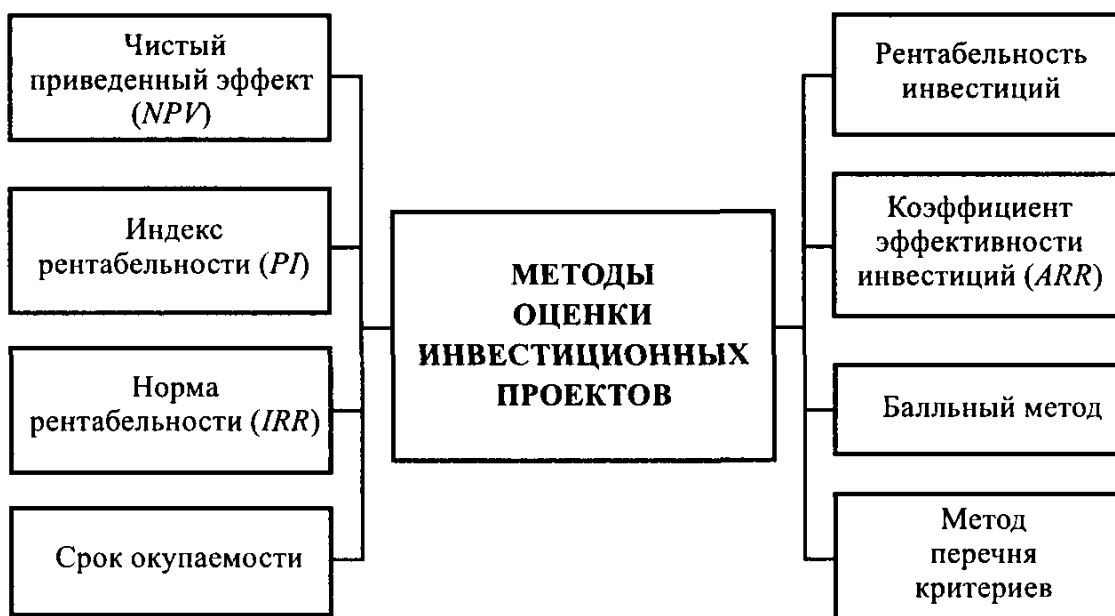 Чистый
приведенный эффект
(NPV)
Индекс
рентабельности (PI)
Норма
рентабельности (IRR)
Срок окупаемости
МЕТОДЫ
ОЦЕНКИ
ИНВЕСТИЦИОННЫХ
ПРОЕКТОВ
Рентабельность
инвестиций
Коэффициент
эффективности
инвестиций (ARR)
Балльный метод
Метод
перечня
критериев